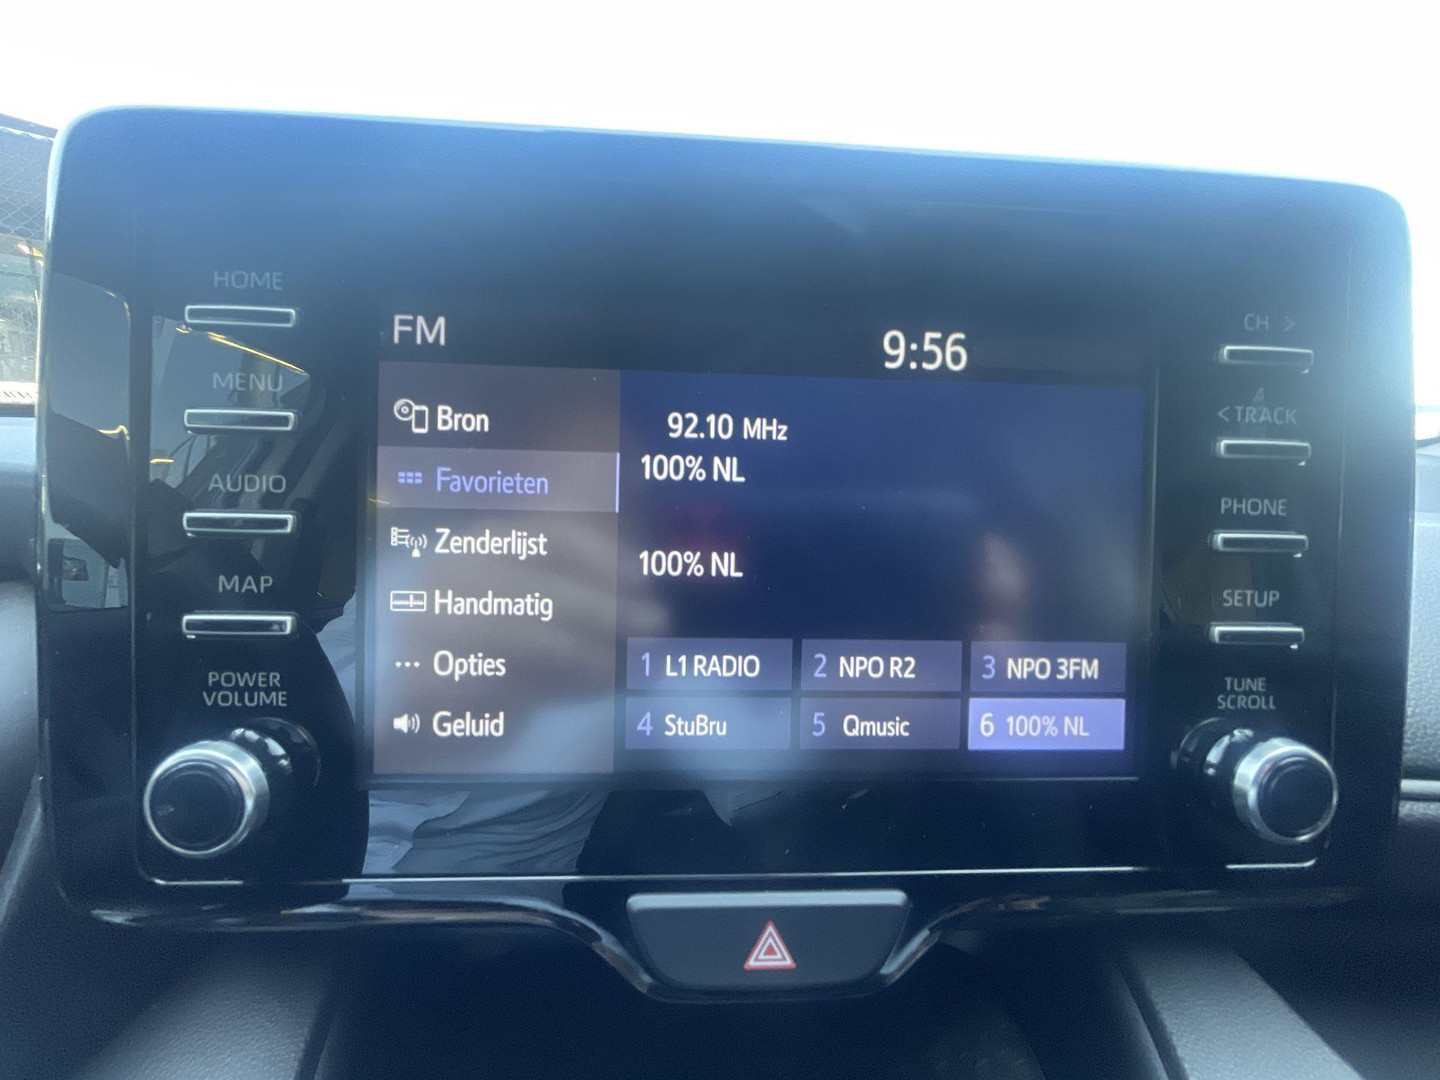 HOME
MENU
AUDIO
MAP
POWER
VOLUME
FM
9:56
Bron
Favorieten
Zenderlijst
Handmatig
Opties
Geluid
92.10 MHz
100% NL
100% NL
1 L1 RADIO
2 NPO R2
3 NPO 3FM
4 StuBru
5 Qmusic
6 100% NL
CH >
< TRACK
PHONE
SETUP
TUNE
SCROLL